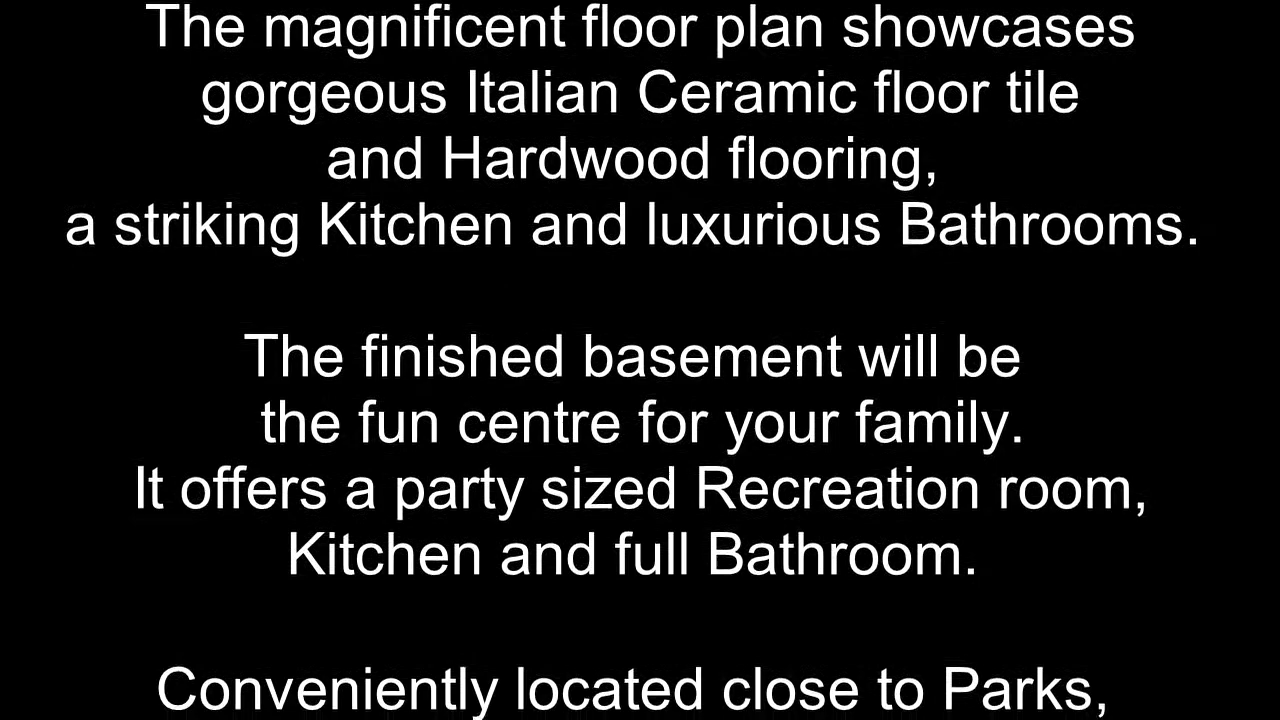 The magnificent floor plan showcases
gorgeous Italian Ceramic floor tile
and Hardwood flooring,
a striking Kitchen and luxurious Bathrooms.
The finished basement will be
the fun centre for your family.
It offers a party sized Recreation room,
Kitchen and full Bathroom.
Conveniently located close to Parks,